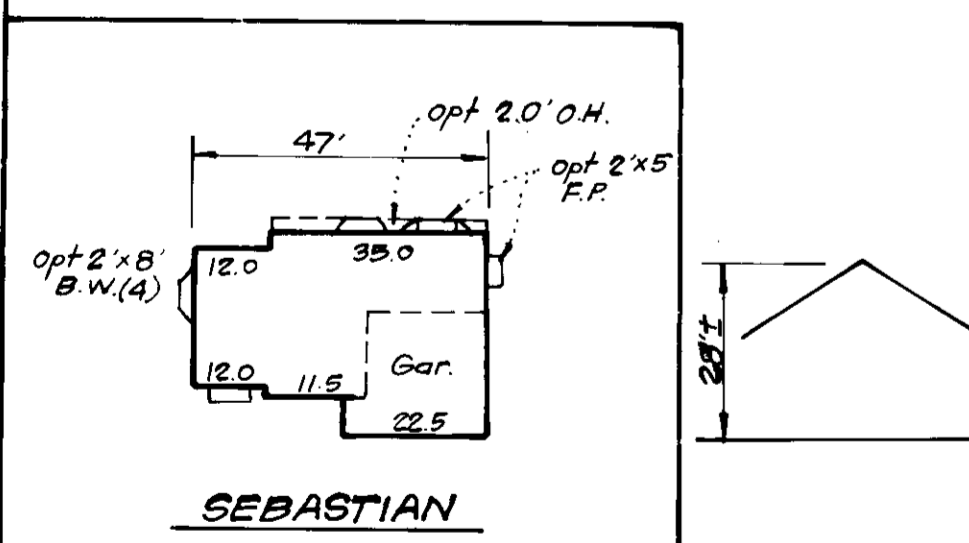 opt 2.0' O.H.
47'
opt 2'x5
F.P.
opt 2'x8'
B.W.(4)
12.0
35.0
12.0
11.5
Gar.
22.5
28'±
SEBASTIAN